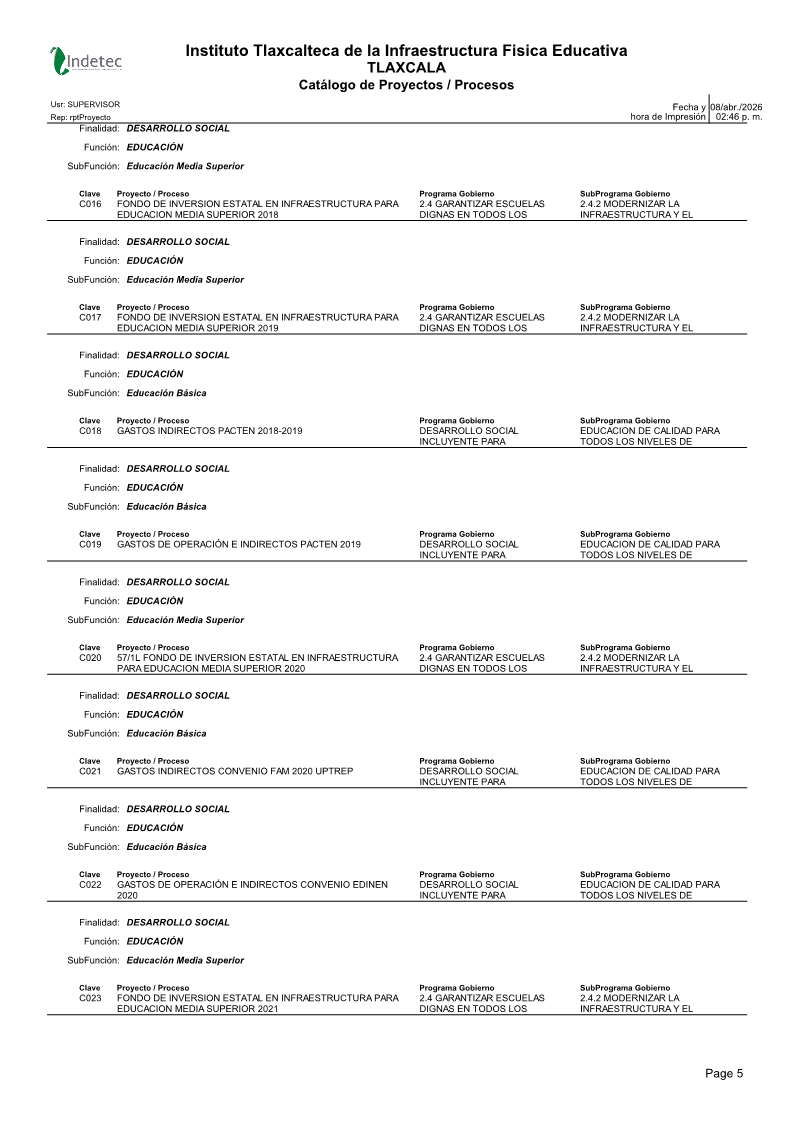 Indetec
Instituto Tlaxcalteca de la Infraestructura Fisica Educativa
TLAXCALA
Catálogo de Proyectos / Procesos
Usr: SUPERVISOR
Rep: rptProyecto
Fecha y 08/abr./2026
hora de Impresión 02:46 p. m.
Finalidad: DESARROLLO SOCIAL
Función: EDUCACIÓN
SubFunción: Educación Media Superior
Clave Proyecto / Proceso Programa Gobierno SubPrograma Gobierno
C016 FONDO DE INVERSION ESTATAL EN INFRAESTRUCTURA PARA 2.4 GARANTIZAR ESCUELAS 2.4.2 MODERNIZAR LA
EDUCACION MEDIA SUPERIOR 2018 DIGNAS EN TODOS LOS INFRAESTRUCTURA Y EL
Finalidad: DESARROLLO SOCIAL
Función: EDUCACIÓN
SubFunción: Educación Media Superior
Clave Proyecto / Proceso Programa Gobierno SubPrograma Gobierno
C017 FONDO DE INVERSION ESTATAL EN INFRAESTRUCTURA PARA 2.4 GARANTIZAR ESCUELAS 2.4.2 MODERNIZAR LA
EDUCACION MEDIA SUPERIOR 2019 DIGNAS EN TODOS LOS INFRAESTRUCTURA Y EL
Finalidad: DESARROLLO SOCIAL
Función: EDUCACIÓN
SubFunción: Educación Básica
Clave Proyecto / Proceso Programa Gobierno SubPrograma Gobierno
C018 GASTOS INDIRECTOS PACTEN 2018-2019 DESARROLLO SOCIAL EDUCACION DE CALIDAD PARA
INCLUYENTE PARA TODOS LOS NIVELES DE
Finalidad: DESARROLLO SOCIAL
Función: EDUCACIÓN
SubFunción: Educación Básica
Clave Proyecto / Proceso Programa Gobierno SubPrograma Gobierno
C019 GASTOS DE OPERACIÓN E INDIRECTOS PACTEN 2019 DESARROLLO SOCIAL EDUCACION DE CALIDAD PARA
INCLUYENTE PARA TODOS LOS NIVELES DE
Finalidad: DESARROLLO SOCIAL
Función: EDUCACIÓN
SubFunción: Educación Media Superior
Clave Proyecto / Proceso Programa Gobierno SubPrograma Gobierno
C020 57/1L FONDO DE INVERSION ESTATAL EN INFRAESTRUCTURA 2.4 GARANTIZAR ESCUELAS 2.4.2 MODERNIZAR LA
PARA EDUCACION MEDIA SUPERIOR 2020 DIGNAS EN TODOS LOS INFRAESTRUCTURA Y EL
Finalidad: DESARROLLO SOCIAL
Función: EDUCACIÓN
SubFunción: Educación Básica
Clave Proyecto / Proceso Programa Gobierno SubPrograma Gobierno
C021 GASTOS INDIRECTOS CONVENIO FAM 2020 UPTREP DESARROLLO SOCIAL EDUCACION DE CALIDAD PARA
INCLUYENTE PARA TODOS LOS NIVELES DE
Finalidad: DESARROLLO SOCIAL
Función: EDUCACIÓN
SubFunción: Educación Básica
Clave Proyecto / Proceso Programa Gobierno SubPrograma Gobierno
C022 GASTOS DE OPERACIÓN E INDIRECTOS CONVENIO EDINEN DESARROLLO SOCIAL EDUCACION DE CALIDAD PARA
2020 INCLUYENTE PARA TODOS LOS NIVELES DE
Finalidad: DESARROLLO SOCIAL
Función: EDUCACIÓN
SubFunción: Educación Media Superior
Clave Proyecto / Proceso Programa Gobierno SubPrograma Gobierno
C023 FONDO DE INVERSION ESTATAL EN INFRAESTRUCTURA PARA 2.4 GARANTIZAR ESCUELAS 2.4.2 MODERNIZAR LA
EDUCACION MEDIA SUPERIOR 2021 DIGNAS EN TODOS LOS INFRAESTRUCTURA Y EL
Page 5